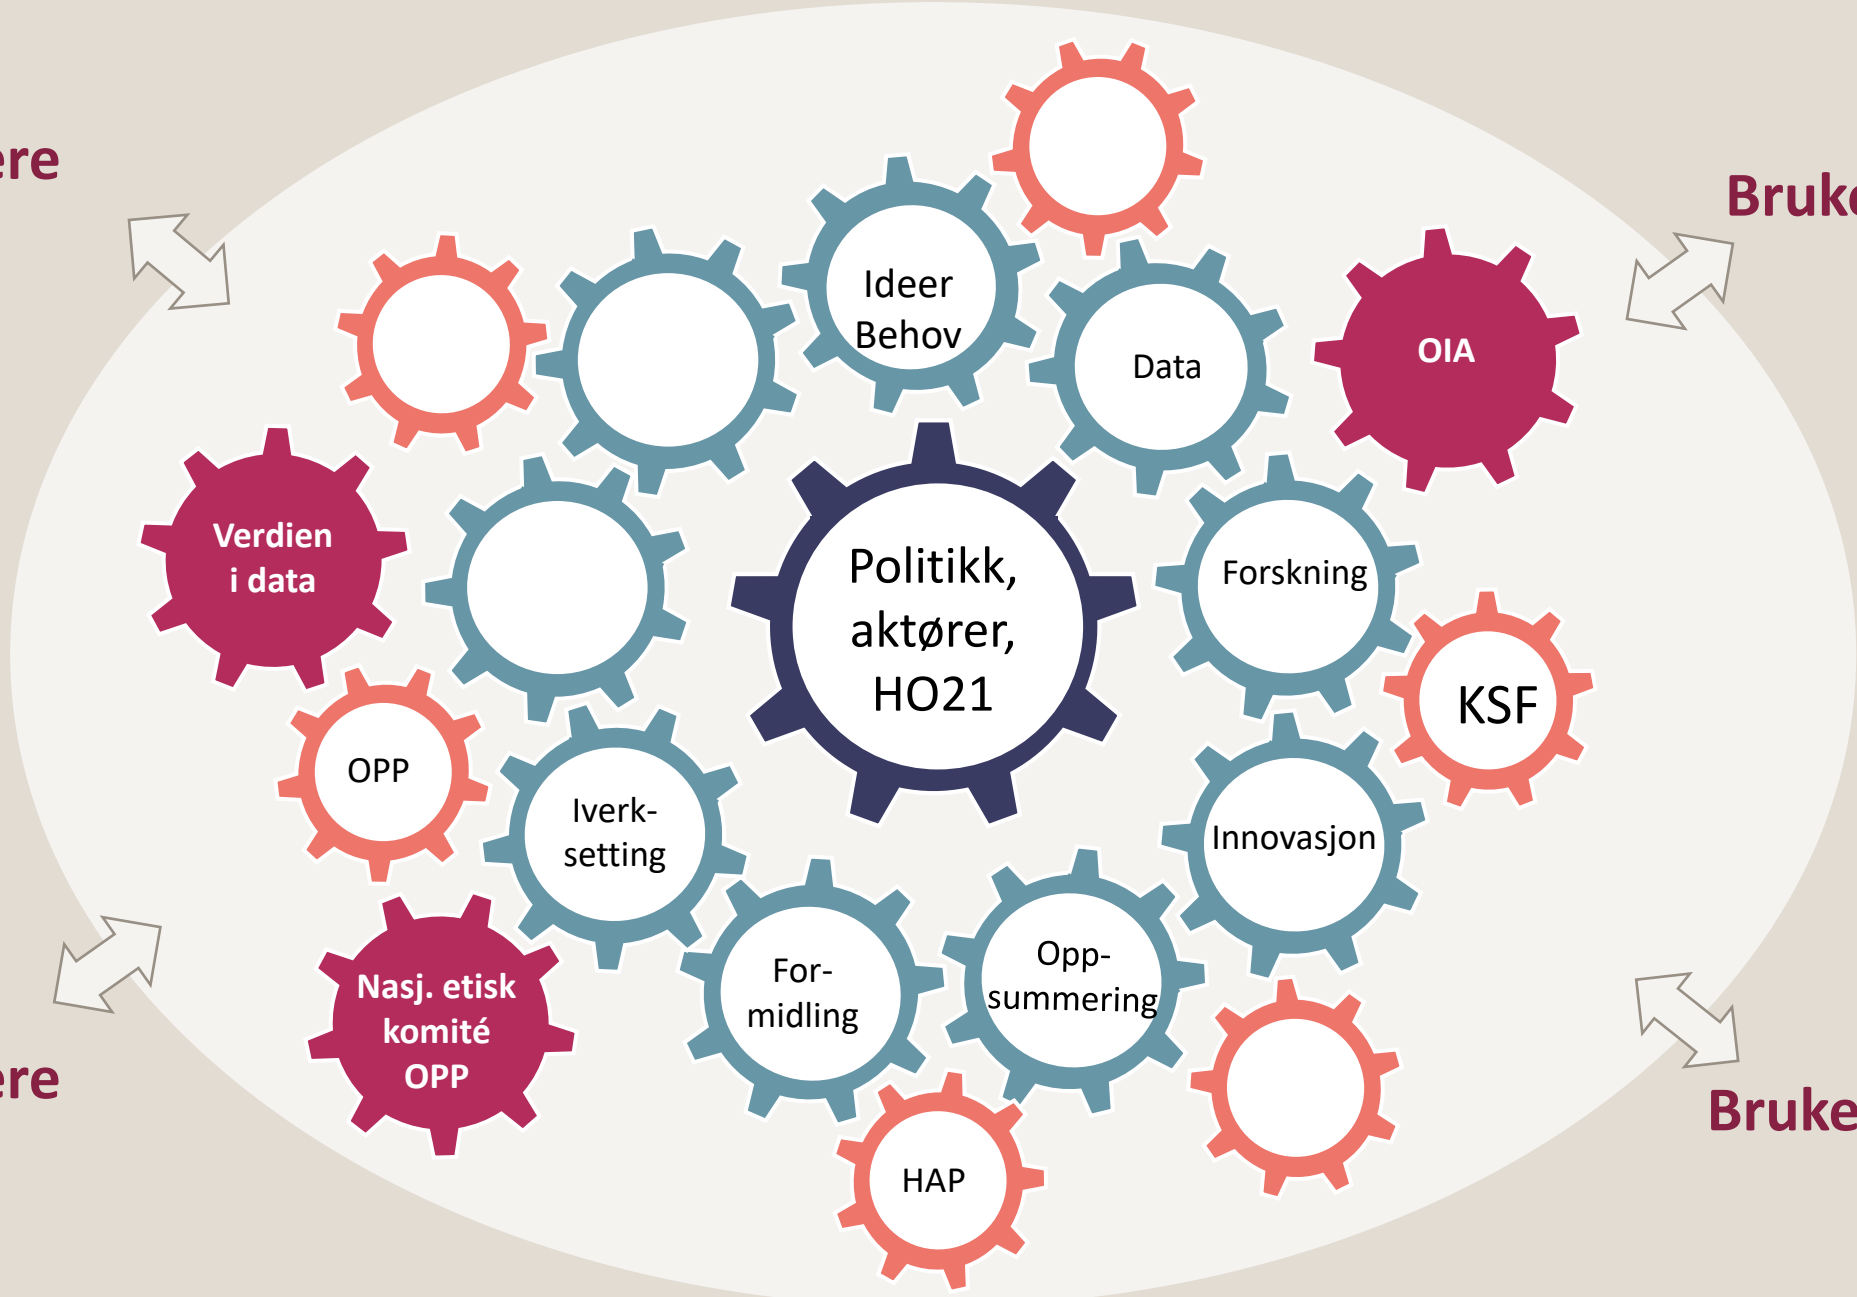 ere
Bruke
Ideer
Behov
Data
OIA
Verdien
i data
Politikk,
aktører,
HO21
Forskning
KSF
OPP
Iverk-
setting
Innovasjon
For-
midling
Opp-
summering
Nasj. etisk
komité
OPP
ere
Bruke
HAP